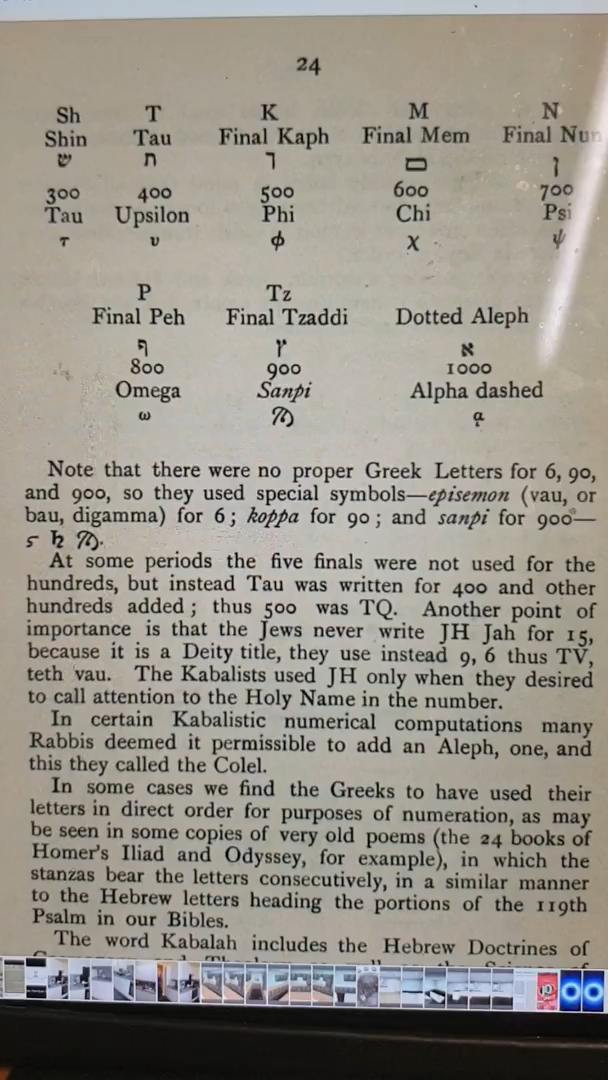 24
Sh T K M N
Shin Tau Final Kaph Final Mem Final Nun
ש ת ך ם ן
300 400 500 600 700
Tau Upsilon Phi Chi Psi
τ υ ϕ χ ψ
P Tz
Final Peh Final Tzaddi Dotted Aleph
ף ץ א
800 900 1000
Omega Sanpi Alpha dashed
ω ϡ ą
Note that there were no proper Greek Letters for 6, 90,
and 900, so they used special symbols—episemon (vau, or
bau, digamma) for 6; koppa for 90; and sanpi for 900—
ϛ ϟ ϡ.
At some periods the five finals were not used for the
hundreds, but instead Tau was written for 400 and other
hundreds added; thus 500 was TQ. Another point of
importance is that the Jews never write JH Jah for 15,
because it is a Deity title, they use instead 9, 6 thus TV,
teth vau. The Kabalists used JH only when they desired
to call attention to the Holy Name in the number.
In certain Kabalistic numerical computations many
Rabbis deemed it permissible to add an Aleph, one, and
this they called the Colel.
In some cases we find the Greeks to have used their
letters in direct order for purposes of numeration, as may
be seen in some copies of very old poems (the 24 books of
Homer's Iliad and Odyssey, for example), in which the
stanzas bear the letters consecutively, in a similar manner
to the Hebrew letters heading the portions of the 119th
Psalm in our Bibles.
The word Kabalah includes the Hebrew Doctrines of